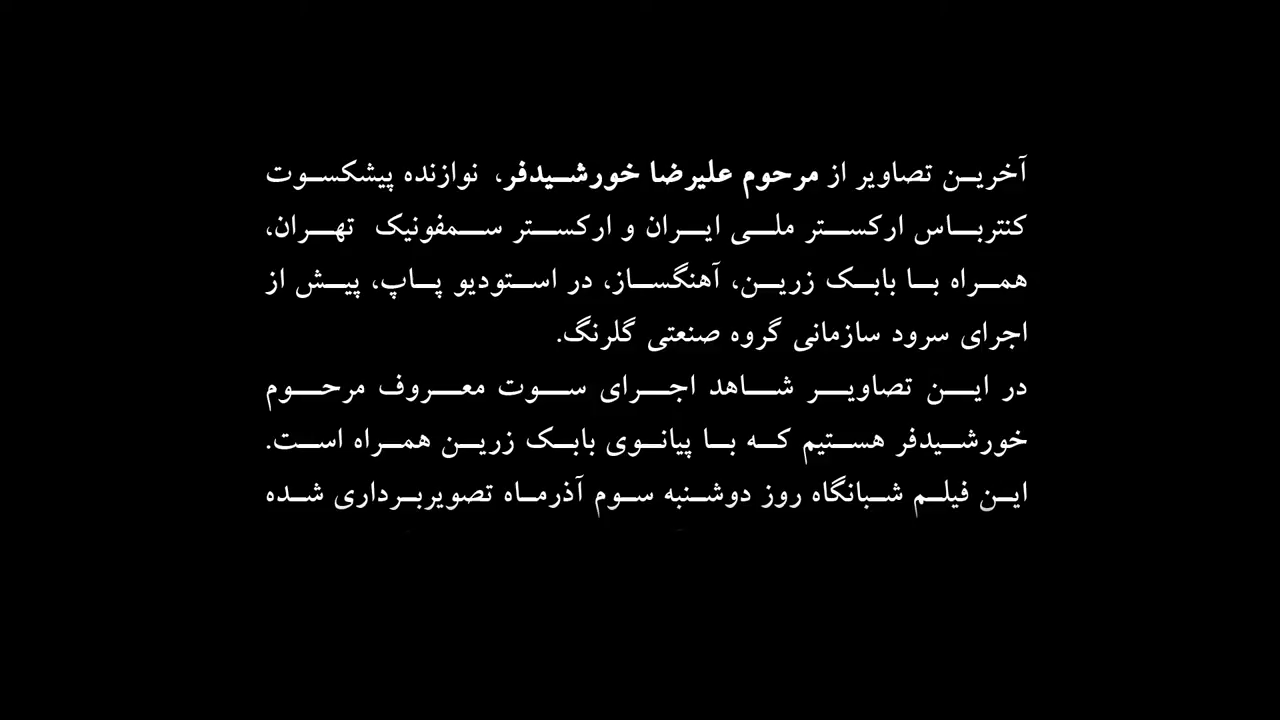 آخرین تصاویر از مرحوم علیرضا خورشیدفر، نوازنده پیشکسوت
کنترباس ارکستر ملی ایران و ارکستر سمفونیک تهران،
همراه با بابک زرین، آهنگساز، در استودیو پاپ، پیش از
اجرای سرود سازمانی گروه صنعتی گلرنگ.
در این تصاویر شاهد اجرای سوت معروف مرحوم
خورشیدفر هستیم که با پیانوی بابک زرین همراه است.
این فیلم شبانگاه روز دوشنبه سوم آذرماه تصویربرداری شده